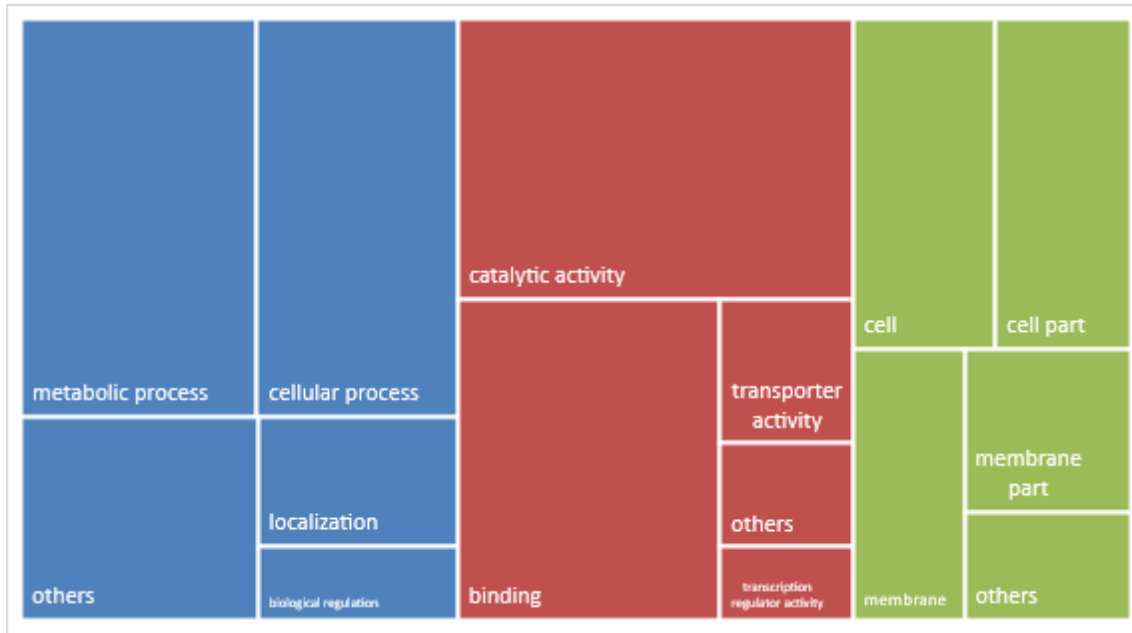 metabolic process
cellular process
others
localization
biological regulation
catalytic activity
binding
transporter
activity
others
transcription
regulator activity
cell
cell part
membrane
membrane
part
others